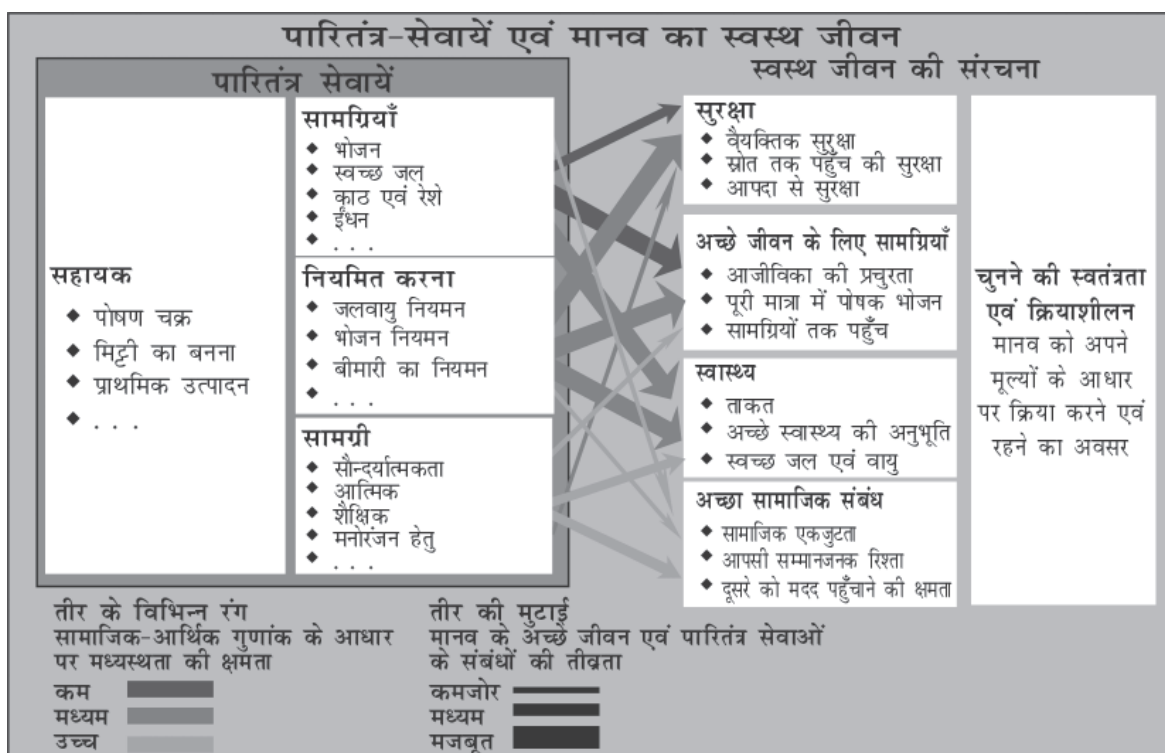 पारितंत्र-सेवायें एवं मानव का स्वस्थ जीवन
पारितंत्र सेवायें
सहायक
◆ पोषण चक्र
◆ मिट्टी का बनना
◆ प्राथमिक उत्पादन
◆ . . .
सामग्रियाँ
◆ भोजन
◆ स्वच्छ जल
◆ काठ एवं रेशे
◆ ईंधन
◆ . . .
नियमित करना
◆ जलवायु नियमन
◆ भोजन नियमन
◆ बीमारी का नियमन
◆ . . .
सामग्री
◆ सौन्दर्यात्मकता
◆ आत्मिक
◆ शैक्षिक
◆ मनोरंजन हेतु
◆ . . .
स्वस्थ जीवन की संरचना
सुरक्षा
◆ वैयक्तिक सुरक्षा
◆ स्रोत तक पहुँच की सुरक्षा
◆ आपदा से सुरक्षा
अच्छे जीवन के लिए सामग्रियाँ
◆ आजीविका की प्रचुरता
◆ पूरी मात्रा में पोषक भोजन
◆ सामग्रियों तक पहुँच
स्वास्थ्य
◆ ताकत
◆ अच्छे स्वास्थ्य की अनुभूति
◆ स्वच्छ जल एवं वायु
अच्छा सामाजिक संबंध
◆ सामाजिक एकजुटता
◆ आपसी सम्मानजनक रिश्ता
◆ दूसरे को मदद पहुँचाने की क्षमता
चुनने की स्वतंत्रता
एवं क्रियाशीलन
मानव को अपने
मूल्यों के आधार
पर क्रिया करने एवं
रहने का अवसर
तीर के विभिन्न रंग
सामाजिक-आर्थिक गुणांक के आधार
पर मध्यस्थता की क्षमता
कम
मध्यम
उच्च
तीर की मुटाई
मानव के अच्छे जीवन एवं पारितंत्र सेवाओं
के संबंधों की तीव्रता
कमजोर
मध्यम
मजबूत